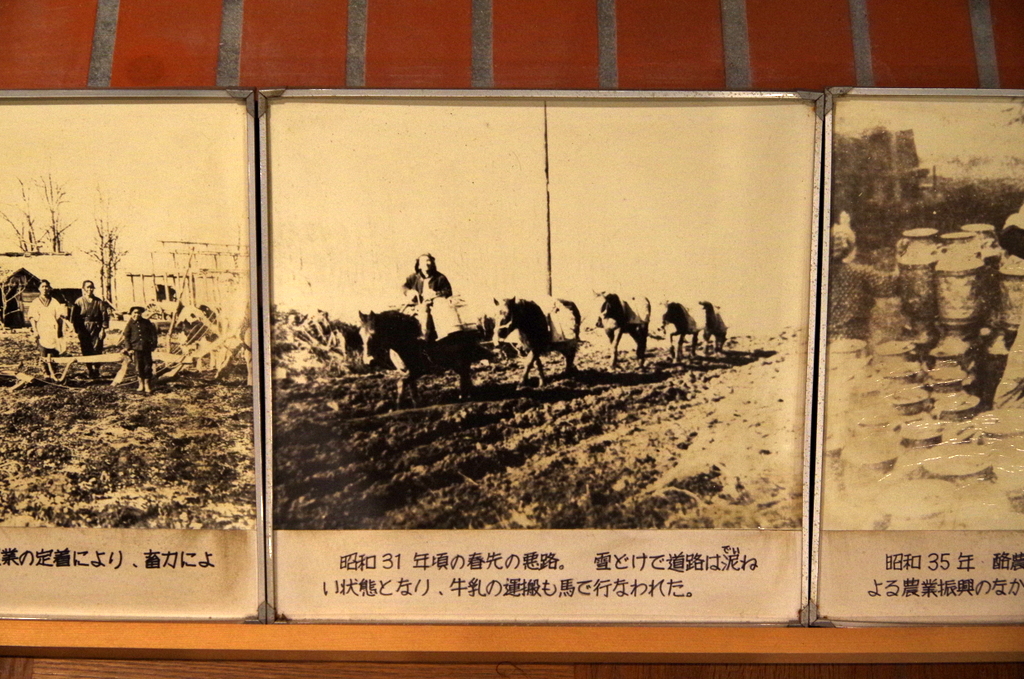 業の定着により、畜力によ
昭和31年頃の春先の悪路。 雪どけで道路は泥ね
でい
い状態となり、牛乳の運搬も馬で行なわれた。
昭和35年 酪農
よる農業振興のなか